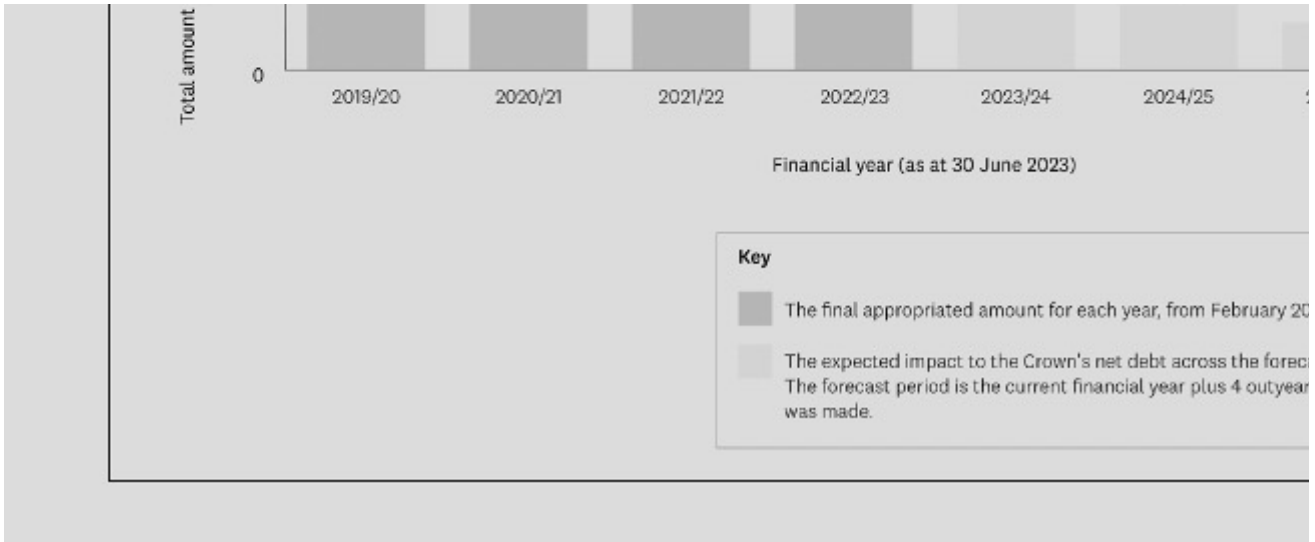 Total amount
0
2019/20 2020/21 2021/22 2022/23 2023/24 2024/25
Financial year (as at 30 June 2023)
Key
The final appropriated amount for each year, from February
The expected impact to the Crown's net debt across the
The forecast period is the current financial year plus 4
was made.